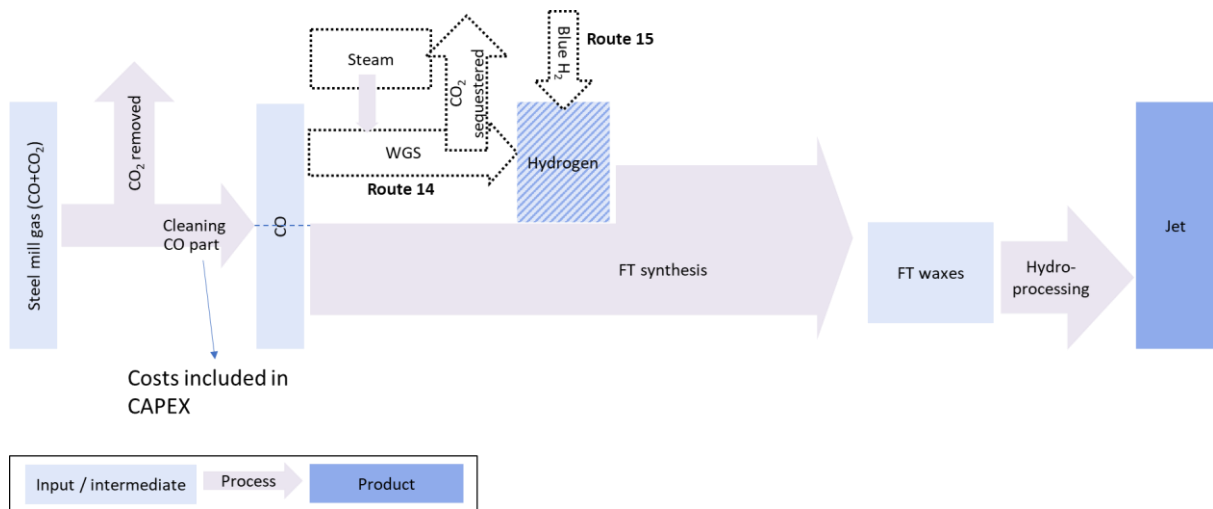 Steel mill gas (CO+CO₂)
CO₂ removed
Cleaning
CO part
Costs included in
CAPEX
CO
Steam
WGS
Route 14
CO₂
sequestered
Blue H₂
Route 15
Hydrogen
FT synthesis
FT waxes
Hydro-
processing
Jet
Input / intermediate
Process
Product